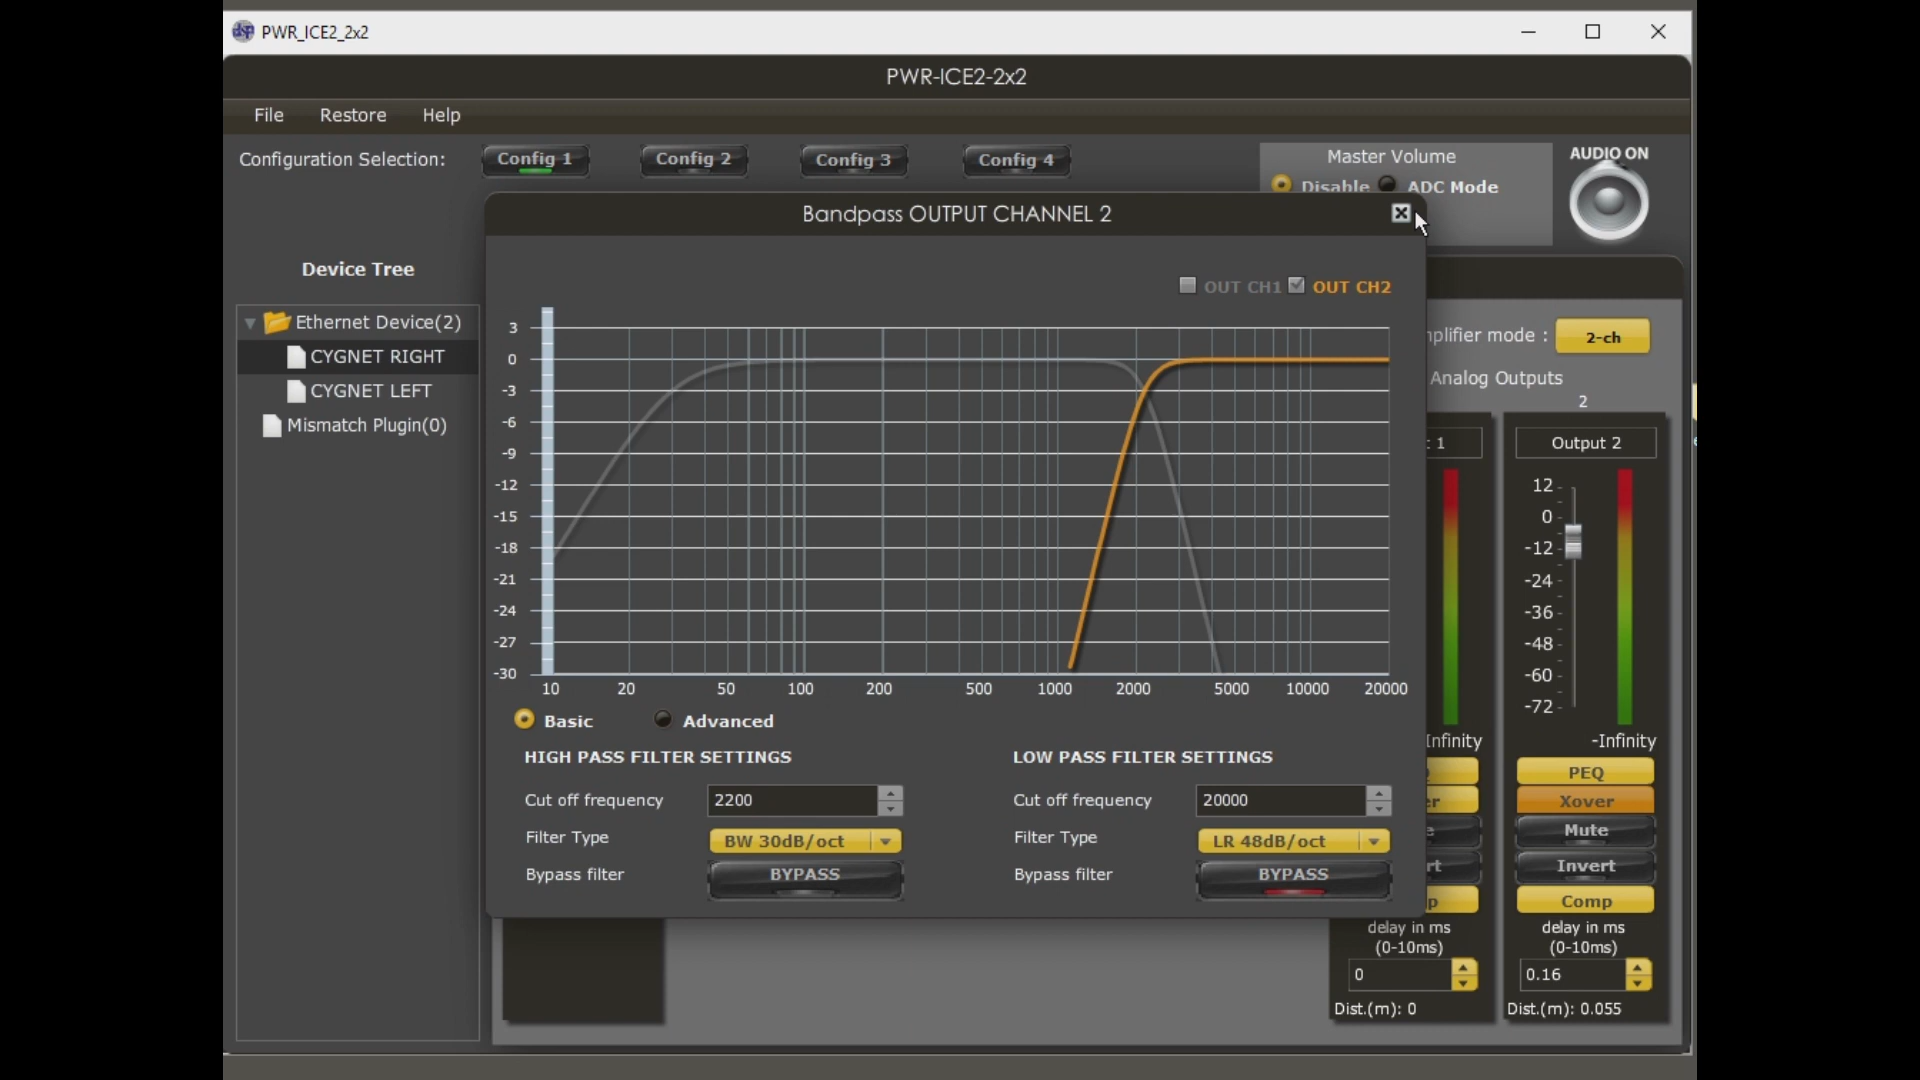 PWR_ICE2_2x2
PWR-ICE2-2x2
File Restore Help
Configuration Selection: Config 1 Config 2 Config 3 Config 4
Master Volume
Disable ADC Mode
AUDIO ON
Bandpass OUTPUT CHANNEL 2
Device Tree
Ethernet Device(2)
CYGNET RIGHT
CYGNET LEFT
Mismatch Plugin(0)
OUT CH1 OUT CH2
3
0
-3
-6
-9
-12
-15
-18
-21
-24
-27
-30
10 20 50 100 200 500 1000 2000 5000 10000 20000
Basic Advanced
HIGH PASS FILTER SETTINGS
Cut off frequency 2200
Filter Type BW 30dB/oct
Bypass filter BYPASS
LOW PASS FILTER SETTINGS
Cut off frequency 20000
Filter Type LR 48dB/oct
Bypass filter BYPASS
mplifier mode : 2-ch
Analog Outputs
2
1
Output 2
12
0
-12
-24
-36
-48
-60
-72
Infinity
-Infinity
PEQ
er
Xover
Mute
rt
Invert
p
Comp
delay in ms
(0-10ms)
0
Dist.(m): 0
delay in ms
(0-10ms)
0.16
Dist.(m): 0.055